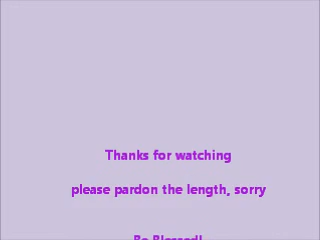 Thanks for watching
please pardon the length, sorry
Be Blessed!